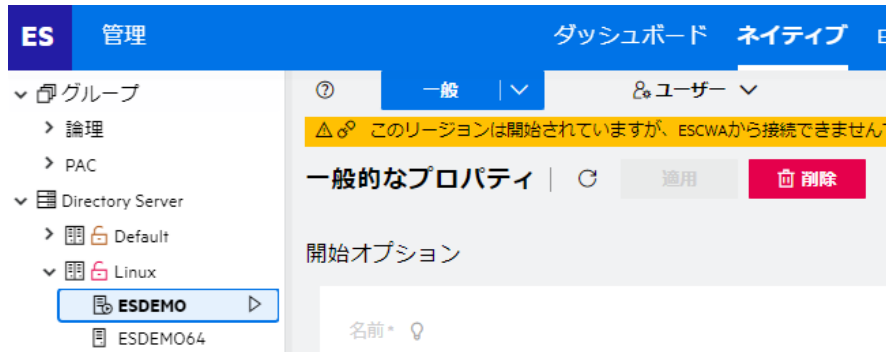 ES 管理 ダッシュボード ネイティブ
グループ
論理
PAC
Directory Server
Default
Linux
ESDEMO
ESDEMO64
一般 ユーザー
このリージョンは開始されていますが、ESCWAから接続できません
一般的なプロパティ 適用 削除
開始オプション
名前*